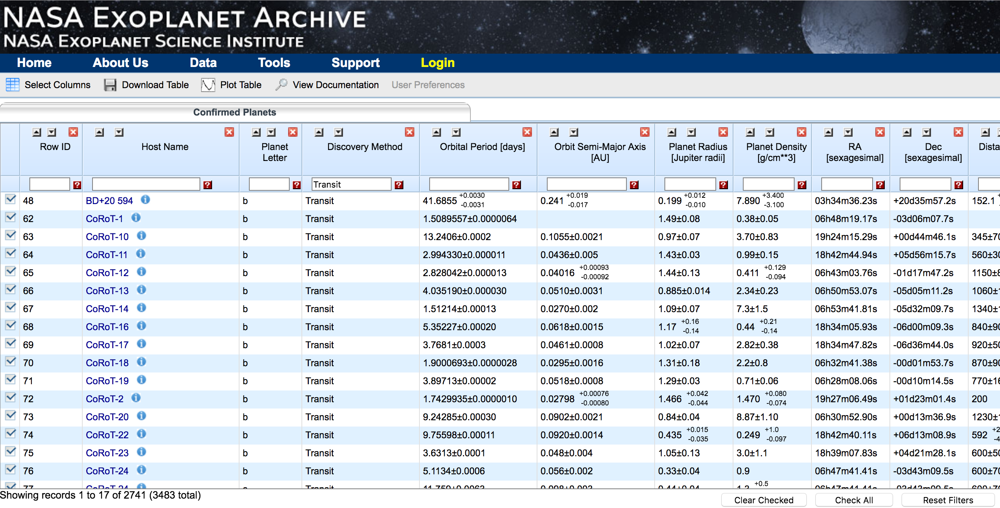 NASA EXOPLANET ARCHIVE
NASA EXOPLANET SCIENCE INSTITUTE
Home About Us Data Tools Support Login
Select Columns Download Table Plot Table View Documentation User Preferences
Confirmed Planets
Row ID Host Name Planet Letter Discovery Method Orbital Period [days] Orbit Semi-Major Axis [AU] Planet Radius [Jupiter radii] Planet Density [g/cm**3] RA [sexagesimal] Dec [sexagesimal]
Transit
48 BD+20 594 b Transit 41.6855 +0.0030 -0.0031 0.241 +0.019 -0.017 0.199 +0.012 -0.010 7.890 +3.400 -3.100 03h34m36.23s +20d35m57.2s 152.1
62 CoRoT-1 b Transit 1.5089557±0.0000064 1.49±0.08 0.38±0.05 06h48m19.17s -03d06m07.7s
63 CoRoT-10 b Transit 13.2406±0.0002 0.1055±0.0021 0.97±0.07 3.70±0.83 19h24m15.29s +00d44m46.1s 345±70
64 CoRoT-11 b Transit 2.994330±0.000011 0.0436±0.005 1.43±0.03 0.99±0.15 18h42m44.94s +05d56m15.7s 560±30
65 CoRoT-12 b Transit 2.828042±0.000013 0.04016 +0.00093 -0.00092 1.44±0.13 0.411 +0.129 -0.094 06h43m03.76s -01d17m47.2s 1150±8
66 CoRoT-13 b Transit 4.035190±0.000030 0.0510±0.0031 0.885±0.014 2.34±0.23 06h50m53.07s -05d05m11.2s 1060±1
67 CoRoT-14 b Transit 1.51214±0.00013 0.0270±0.002 1.09±0.07 7.3±1.5 06h53m41.81s -05d32m09.7s 1340±1
68 CoRoT-16 b Transit 5.35227±0.00020 0.0618±0.0015 1.17 +0.16 -0.14 0.44 +0.21 -0.14 18h34m05.93s -06d00m09.3s 840±90
69 CoRoT-17 b Transit 3.7681±0.0003 0.0461±0.0008 1.02±0.07 2.82±0.38 18h34m47.82s -06d36m44.0s 920±50
70 CoRoT-18 b Transit 1.9000693±0.0000028 0.0295±0.0016 1.31±0.18 2.2±0.8 06h32m41.38s -00d01m53.7s 870±90
71 CoRoT-19 b Transit 3.89713±0.00002 0.0518±0.0008 1.29±0.03 0.71±0.06 06h28m08.06s -00d10m14.5s 770±16
72 CoRoT-2 b Transit 1.7429935±0.0000010 0.02798 +0.00076 -0.00080 1.466 +0.042 -0.044 1.470 +0.080 -0.074 19h27m06.49s +01d23m01.4s 200
73 CoRoT-20 b Transit 9.24285±0.00030 0.0902±0.0021 0.84±0.04 8.87±1.10 06h30m52.90s +00d13m36.9s 1230±1
74 CoRoT-22 b Transit 9.75598±0.00011 0.0920±0.0014 0.435 +0.015 -0.035 0.249 +1.0 -0.097 18h42m40.11s +06d13m08.9s 592 +2 -4
75 CoRoT-23 b Transit 3.6313±0.0001 0.048±0.004 1.05±0.13 3.0±1.1 18h39m07.83s +04d21m28.1s 600±50
76 CoRoT-24 b Transit 5.1134±0.0006 0.056±0.002 0.33±0.04 0.9 06h47m41.41s -03d43m09.5s 600±70
77 CoRoT-24 Transit +0.5
Showing records 1 to 17 of 2741 (3483 total)
Clear Checked Check All Reset Filters